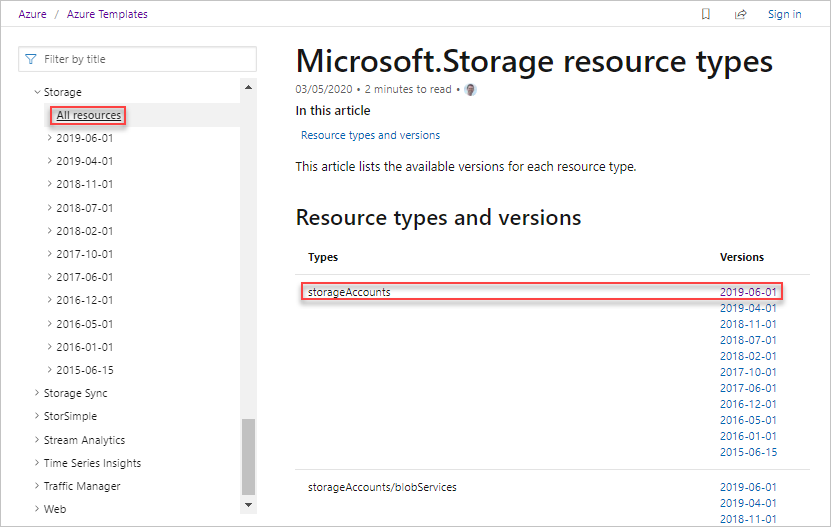 Azure / Azure Templates
Sign in
Filter by title
Storage
All resources
2019-06-01
2019-04-01
2018-11-01
2018-07-01
2018-02-01
2017-10-01
2017-06-01
2016-12-01
2016-05-01
2016-01-01
2015-06-15
Storage Sync
StorSimple
Stream Analytics
Time Series Insights
Traffic Manager
Web
Microsoft.Storage resource types
03/05/2020 • 2 minutes to read •
In this article
Resource types and versions
This article lists the available versions for each resource type.
Resource types and versions
Types Versions
storageAccounts 2019-06-01
2019-04-01
2018-11-01
2018-07-01
2018-02-01
2017-10-01
2017-06-01
2016-12-01
2016-05-01
2016-01-01
2015-06-15
storageAccounts/blobServices 2019-06-01
2019-04-01
2018-11-01